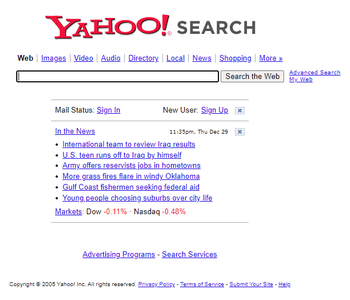 YAHOO! SEARCH
Web | Images | Video | Audio | Directory | Local | News | Shopping | More »
Search the Web
Advanced Search
My Web
Mail Status: Sign In New User: Sign Up
In the News 11:35pm, Thu Dec 29
• International team to review Iraq results
• U.S. teen runs off to Iraq by himself
• Army offers reservists jobs in hometowns
• More grass fires flare in windy Oklahoma
• Gulf Coast fishermen seeking federal aid
• Young people choosing suburbs over city life
Markets: Dow -0.11% · Nasdaq -0.48%
Advertising Programs - Search Services
Copyright © 2005 Yahoo! Inc. All rights reserved. Privacy Policy - Terms of Service - Submit Your Site - Help